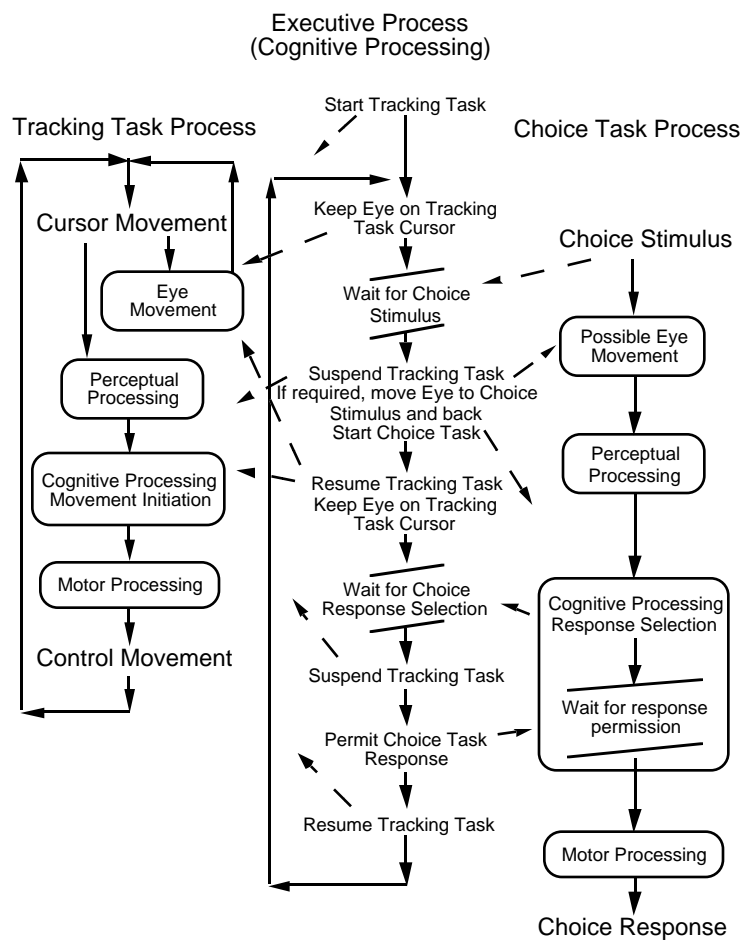 Executive Process
(Cognitive Processing)
Start Tracking Task
Tracking Task Process
Choice Task Process
Cursor Movement
Keep Eye on Tracking
Task Cursor
Choice Stimulus
Eye
Movement
Wait for Choice
Stimulus
Possible Eye
Movement
Perceptual
Processing
Suspend Tracking Task
If required, move Eye to Choice
Stimulus and back
Start Choice Task
Perceptual
Processing
Cognitive Processing
Movement Initiation
Resume Tracking Task
Keep Eye on Tracking
Task Cursor
Motor Processing
Wait for Choice
Response Selection
Cognitive Processing
Response Selection
Control Movement
Suspend Tracking Task
Wait for response
permission
Permit Choice Task
Response
Resume Tracking Task
Motor Processing
Choice Response